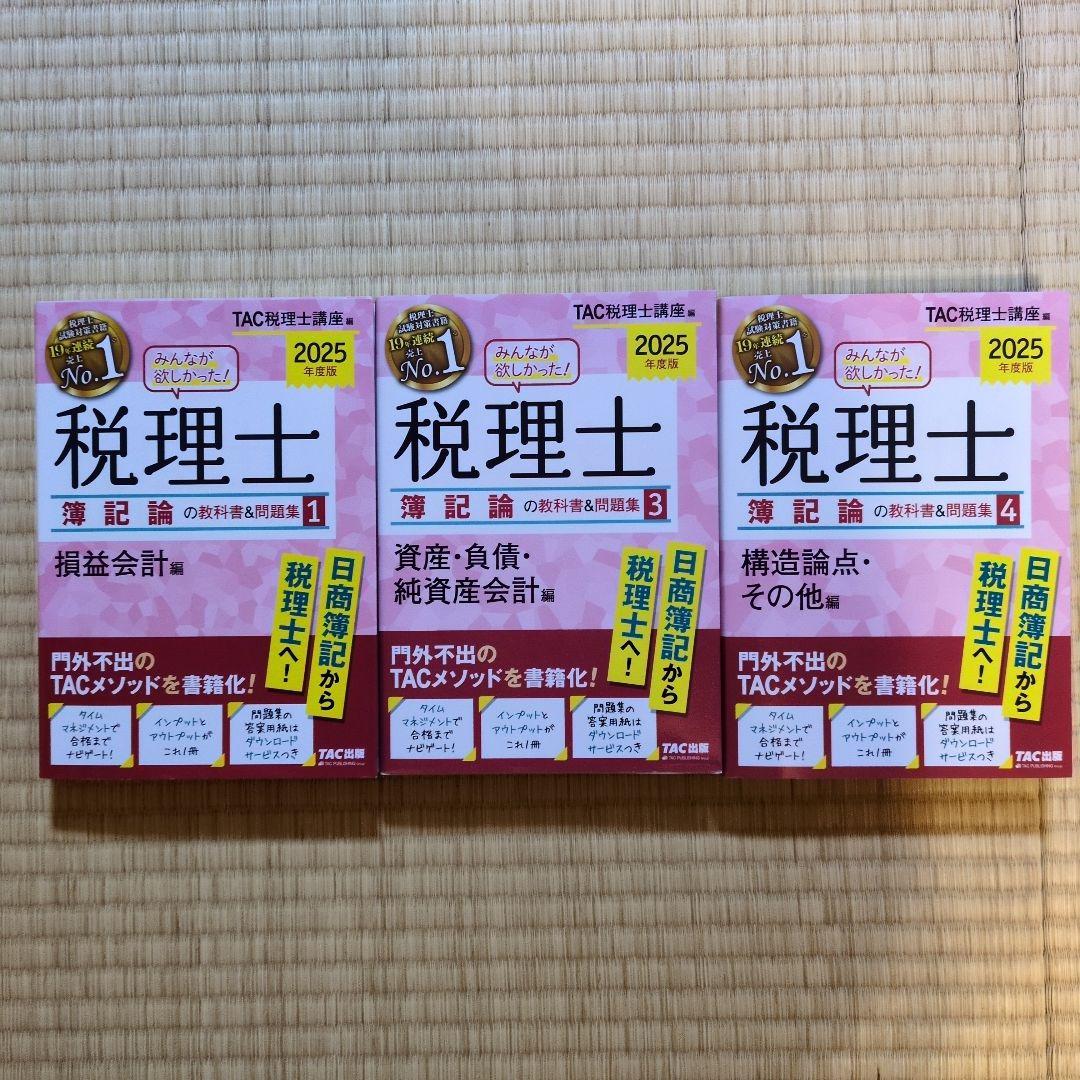 税理士
試験対策書籍
19年連続
売上
No.1
TAC税理士講座 編
みんなが
欲しかった!
2025
年度版
税理士
簿記論の教科書&問題集 1
損益会計編
日商簿記から
税理士へ!
門外不出の
TACメソッドを書籍化!
タイム
マネジメントで
合格まで
ナビゲート!
インプットと
アウトプットが
これ1冊
問題集の
答案用紙は
ダウンロード
サービスつき
TAC出版
TAC PUBLISHING Group
税理士
試験対策書籍
19年連続
売上
No.1
TAC税理士講座 編
みんなが
欲しかった!
2025
年度版
税理士
簿記論の教科書&問題集 3
資産・負債・
純資産会計編
日商簿記から
税理士へ!
門外不出の
TACメソッドを書籍化!
タイム
マネジメントで
合格まで
ナビゲート!
インプットと
アウトプットが
これ1冊
問題集の
答案用紙は
ダウンロード
サービスつき
TAC出版
TAC PUBLISHING Group
税理士
試験対策書籍
19年連続
売上
No.1
TAC税理士講座 編
みんなが
欲しかった!
2025
年度版
税理士
簿記論の教科書&問題集 4
構造論点・
その他編
日商簿記から
税理士へ!
門外不出の
TACメソッドを書籍化!
タイム
マネジメントで
合格まで
ナビゲート!
インプットと
アウトプットが
これ1冊
問題集の
答案用紙は
ダウンロード
サービスつき
TAC出版
TAC PUBLISHING Group